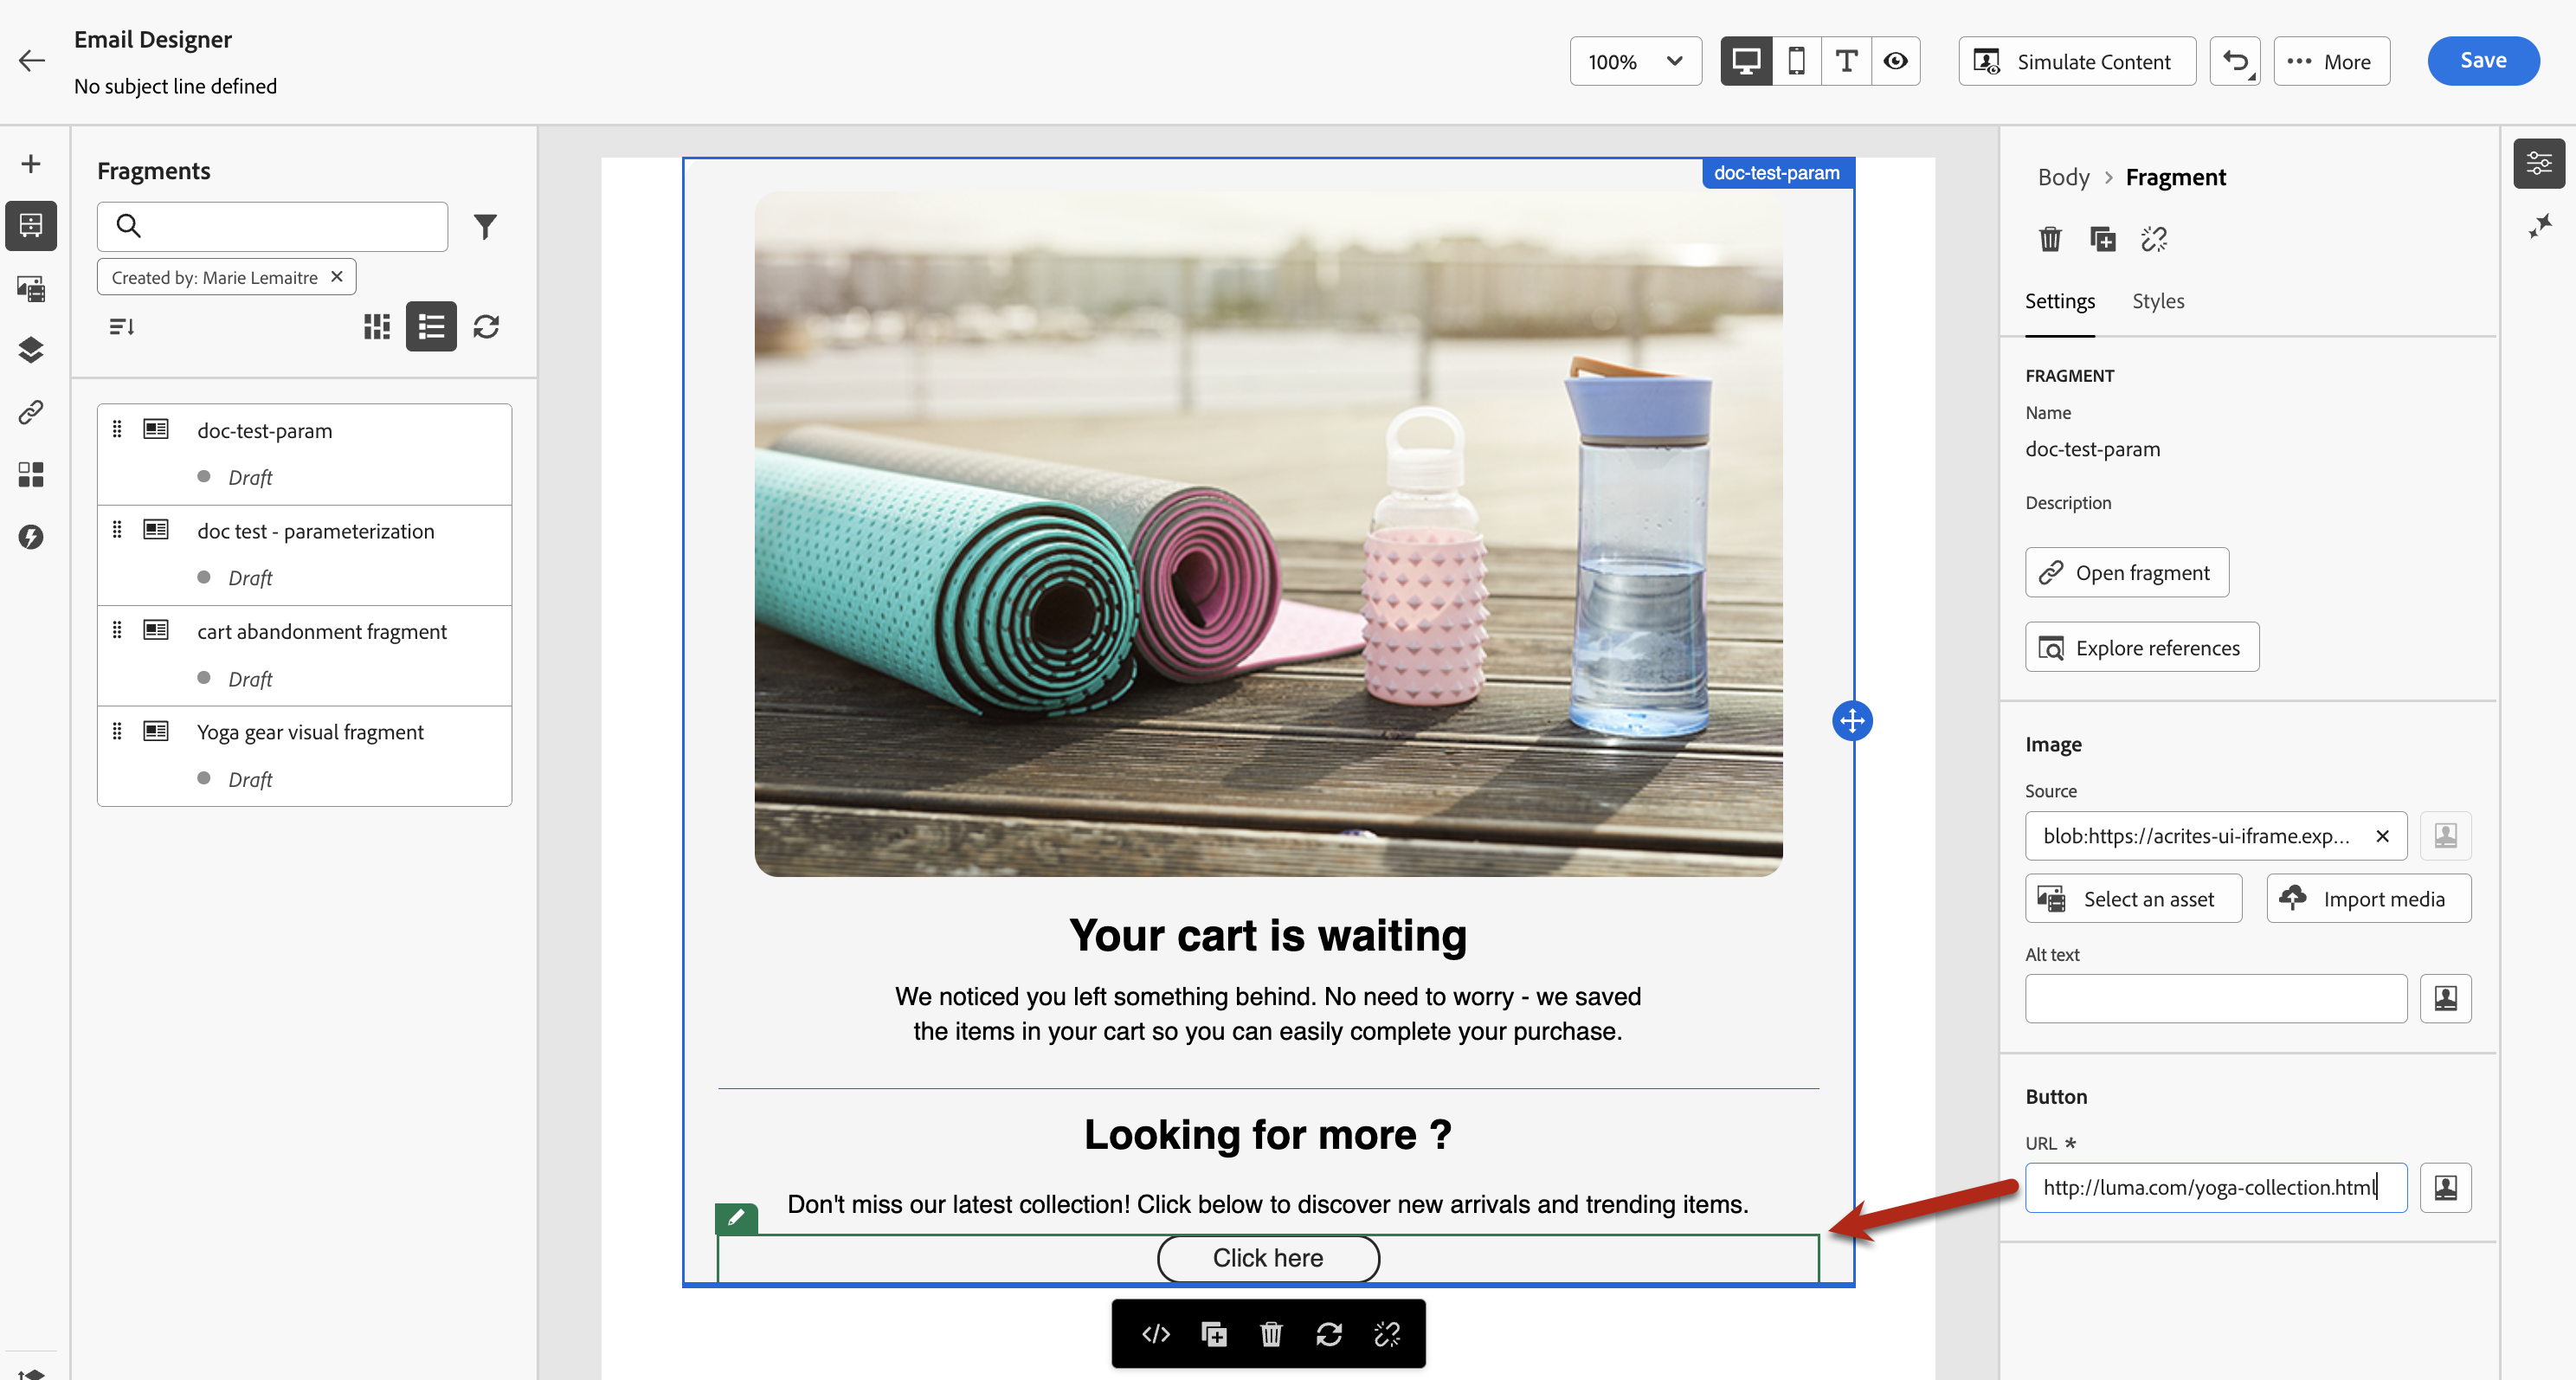 Email Designer
No subject line defined
100%
Simulate Content
More
Save
Fragments
Created by: Marie Lemaitre
doc-test-param
Draft
doc test - parameterization
Draft
cart abandonment fragment
Draft
Yoga gear visual fragment
Draft
doc-test-param
Your cart is waiting
We noticed you left something behind. No need to worry - we saved
the items in your cart so you can easily complete your purchase.
Looking for more ?
Don't miss our latest collection! Click below to discover new arrivals and trending items.
Click here
Body > Fragment
Settings
Styles
FRAGMENT
Name
doc-test-param
Description
Open fragment
Explore references
Image
Source
blob:https://acrites-ui-iframe.exp...
Select an asset
Import media
Alt text
Button
URL *
http://luma.com/yoga-collection.html